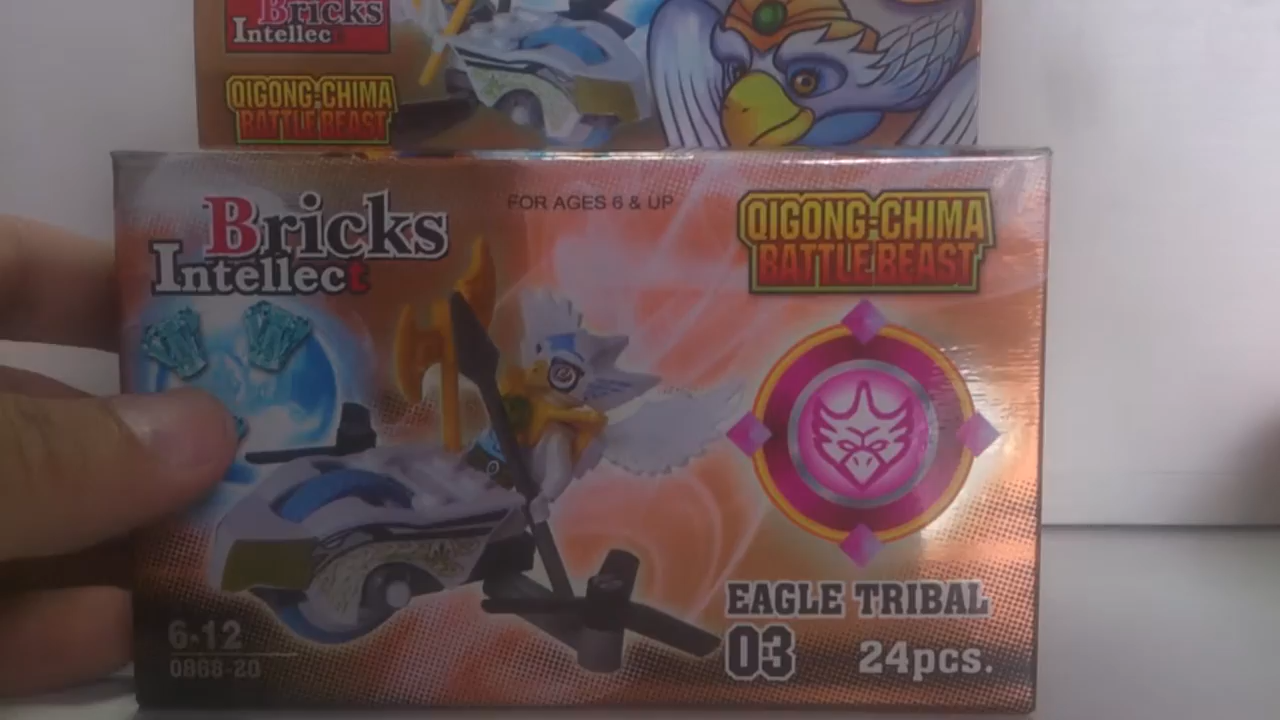 Bricks
Intellec
QIGONG-CHIMA
BATTLE BEAST
Bricks
Intellect
FOR AGES 6 & UP
QIGONG-CHIMA
BATTLE BEAST
EAGLE TRIBAL
03
24pcs.
6-12
0868-20